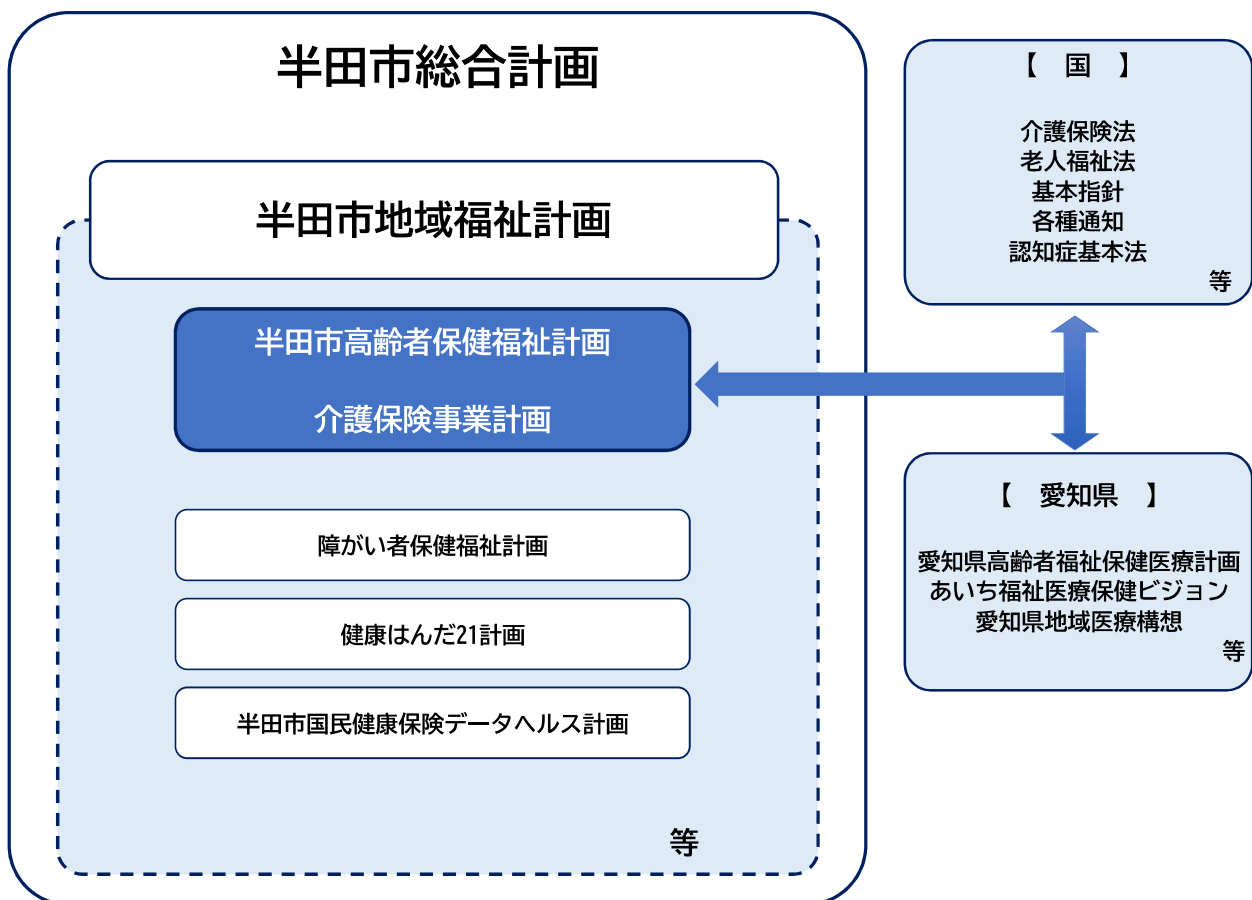 半田市総合計画
半田市地域福祉計画
半田市高齢者保健福祉計画
介護保険事業計画
障がい者保健福祉計画
健康はんだ21計画
半田市国民健康保険データヘルス計画
等
【 国 】
介護保険法
老人福祉法
基本指針
各種通知
認知症基本法
等
【 愛知県 】
愛知県高齢者福祉保健医療計画
あいち福祉医療保健ビジョン
愛知県地域医療構想
等